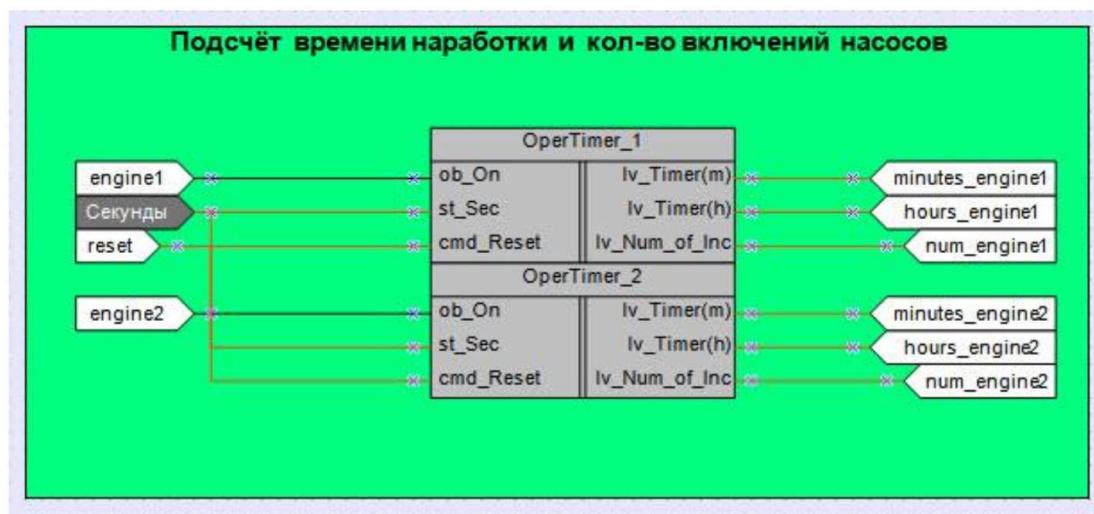 Подсчёт времени наработки и кол-во включений насосов
OperTimer_1
engine1
ob_On
lv_Timer(m)
minutes_engine1
Секунды
st_Sec
lv_Timer(h)
hours_engine1
reset
cmd_Reset
lv_Num_of_Inc
num_engine1
OperTimer_2
engine2
ob_On
lv_Timer(m)
minutes_engine2
st_Sec
lv_Timer(h)
hours_engine2
cmd_Reset
lv_Num_of_Inc
num_engine2